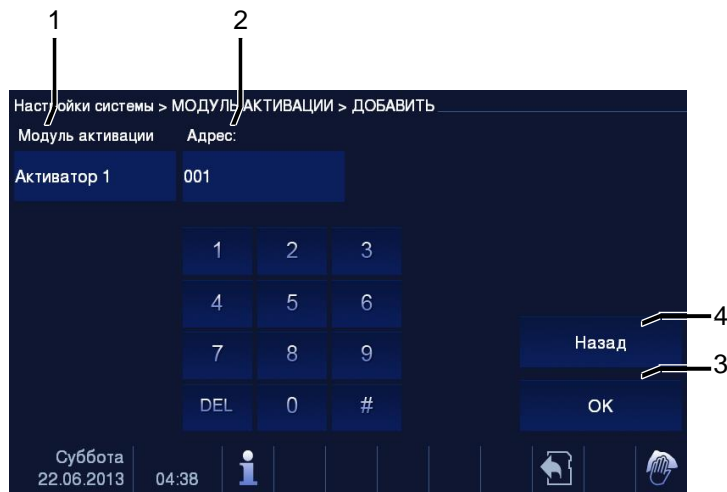 1 2
Настройки системы > МОДУЛЬ АКТИВАЦИИ > ДОБАВИТЬ
Модуль активации Адрес:
Активатор 1 001
1 2 3
4 5 6
4
Назад
7 8 9
3
DEL 0 #
OK
Суббота
22.06.2013 04:38